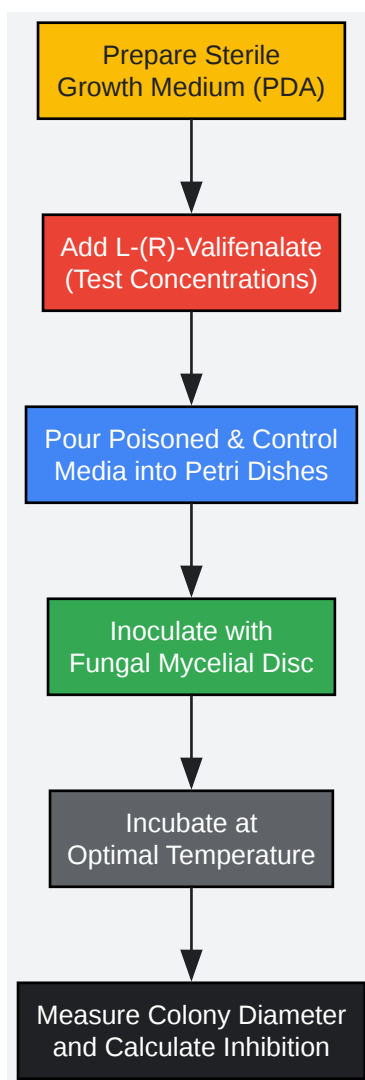 Prepare Sterile
Growth Medium (PDA)
Add L-(R)-Valifenalate
(Test Concentrations)
Pour Poisoned & Control
Media into Petri Dishes
Inoculate with
Fungal Mycelial Disc
Incubate at
Optimal Temperature
Measure Colony Diameter
and Calculate Inhibition